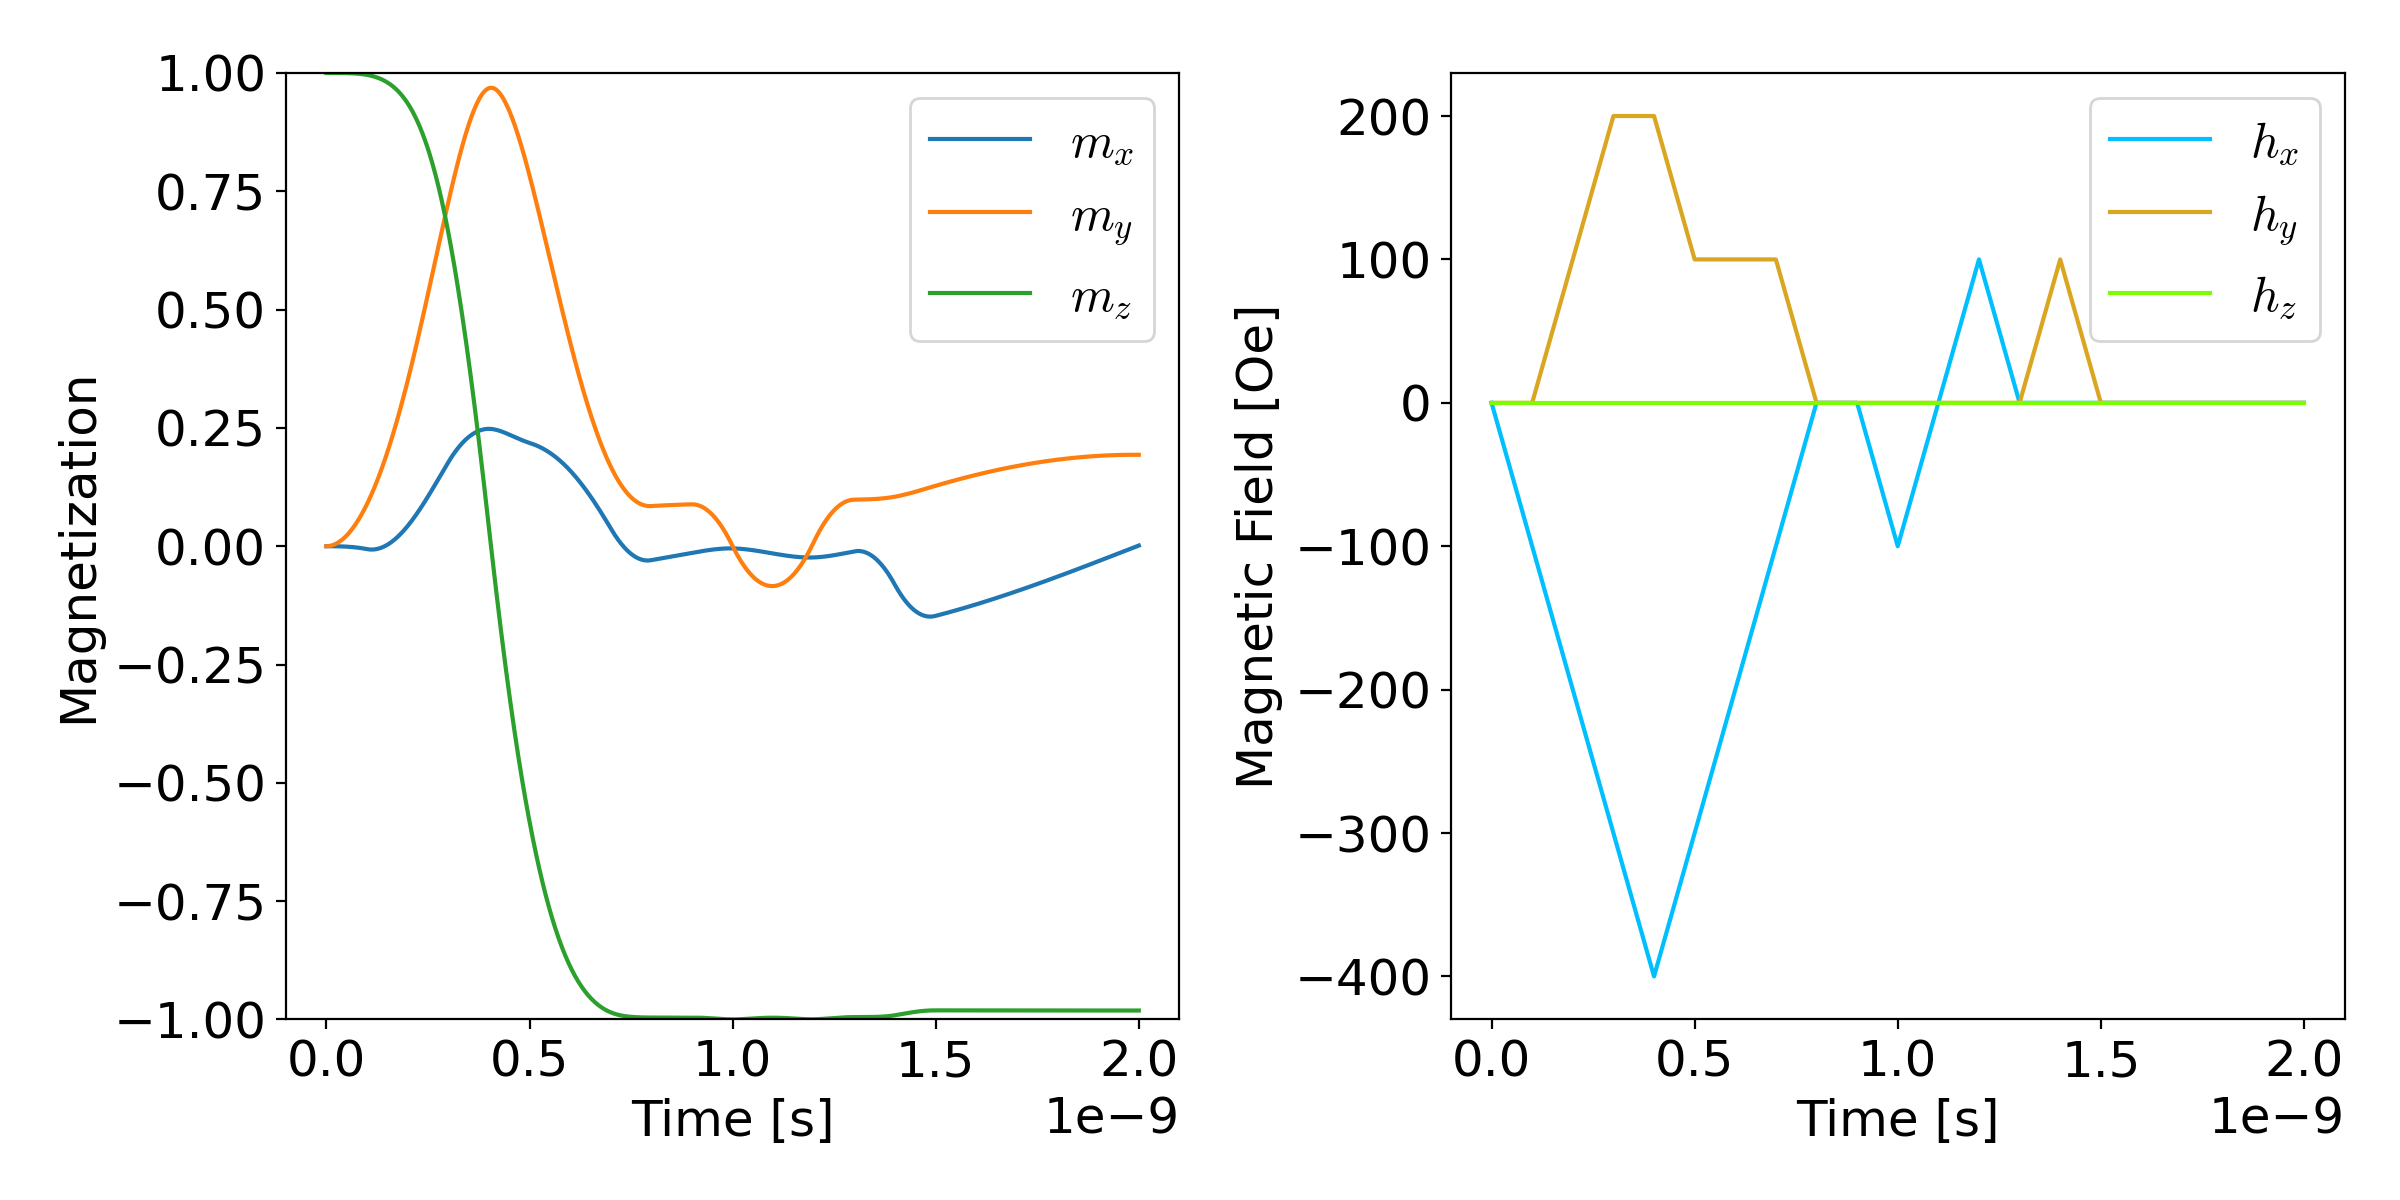 Magnetization
1.00
0.75
0.50
0.25
0.00
−0.25
−0.50
−0.75
−1.00
0.0 0.5 1.0 1.5 2.0
Time [s]
1e−9
m_x
m_y
m_z
Magnetic Field [Oe]
200
100
0
−100
−200
−300
−400
0.0 0.5 1.0 1.5 2.0
Time [s]
1e−9
h_x
h_y
h_z